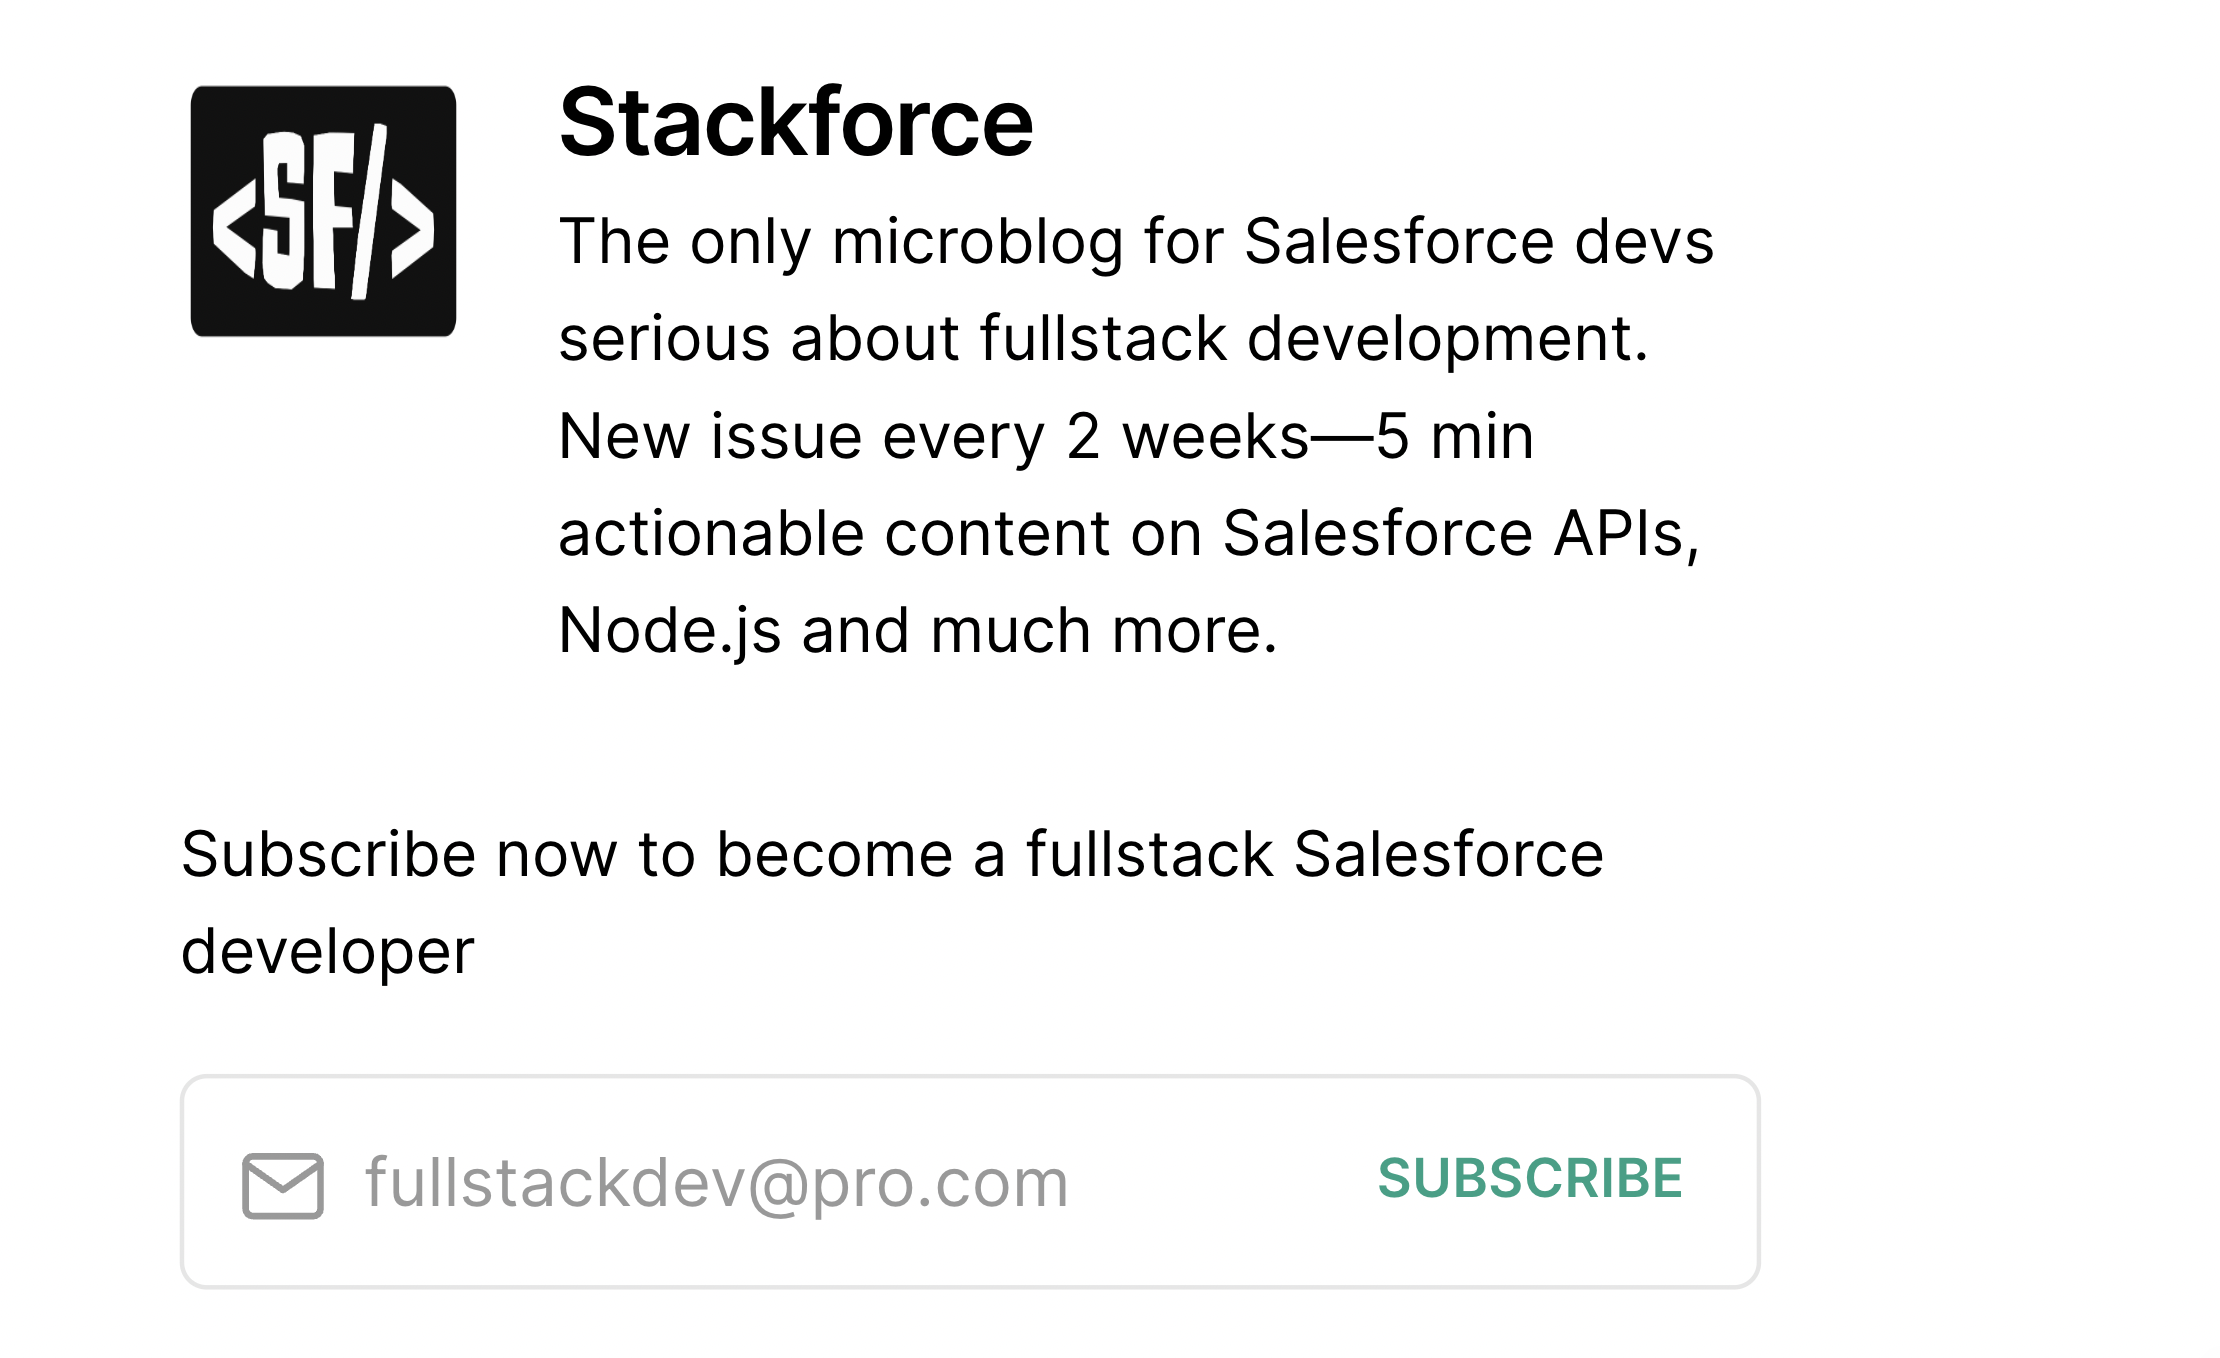 <SF/>
Stackforce
The only microblog for Salesforce devs
serious about fullstack development.
New issue every 2 weeks—5 min
actionable content on Salesforce APIs,
Node.js and much more.
Subscribe now to become a fullstack Salesforce
developer
fullstackdev@pro.com SUBSCRIBE